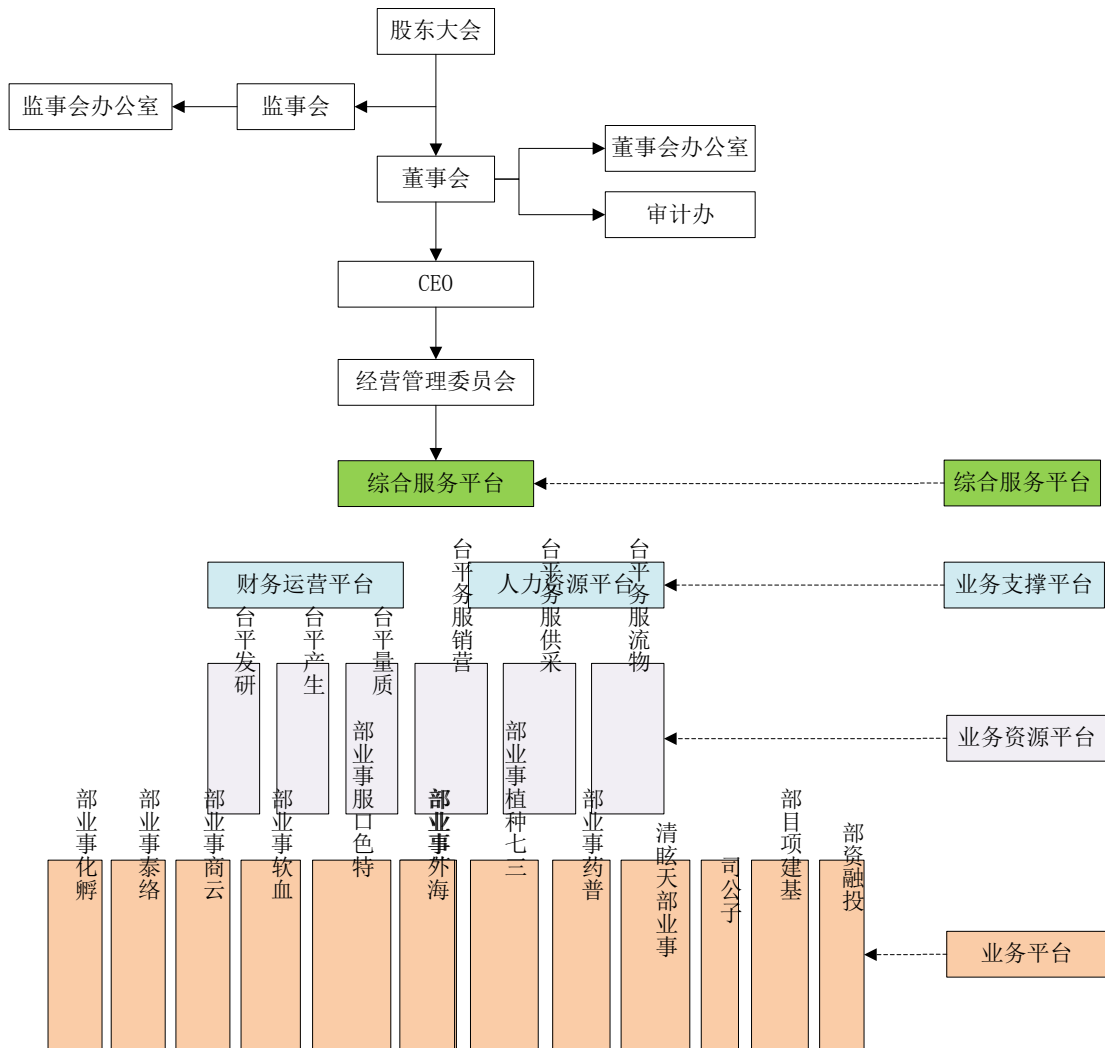 股东大会
监事会办公室
监事会
董事会办公室
董事会
审计办
CEO
经营管理委员会
综合服务平台
综合服务平台
财务运营平台
人力资源平台
业务支撑平台
台平发研
台平产生
台平量质
台平务服销营
台平务服供采
台平务服流物
业务资源平台
部业事化孵
部业事泰络
部业事商云
部业事软血
部业事服口色特
部业事外海
部业事植种七三
部业事药普
清眩天部业事
司公子
部目项建基
部资融投
业务平台